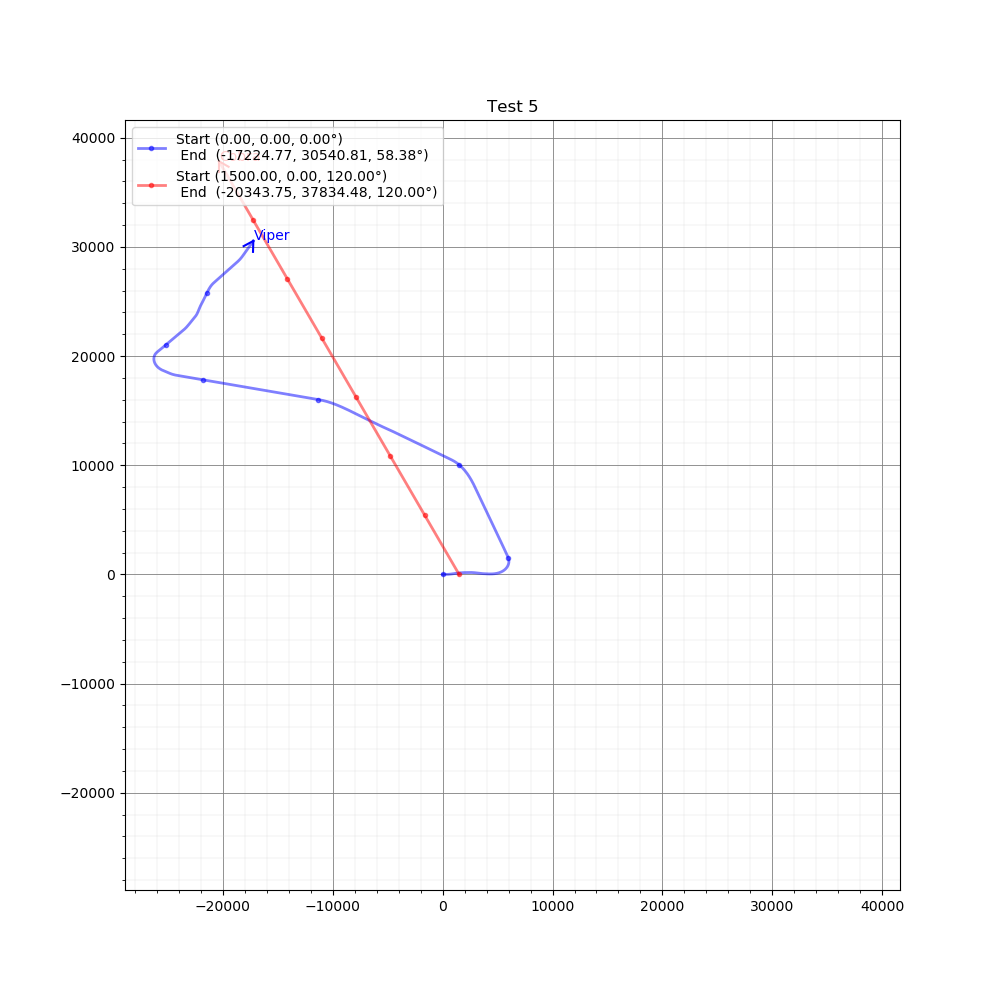 Test 5
Start (0.00, 0.00, 0.00°)
End (-17224.77, 30540.81, 58.38°)
Start (1500.00, 0.00, 120.00°)
End (-20343.75, 37834.48, 120.00°)
Viper
40000
30000
20000
10000
0
−10000
−20000
−20000 −10000 0 10000 20000 30000 40000